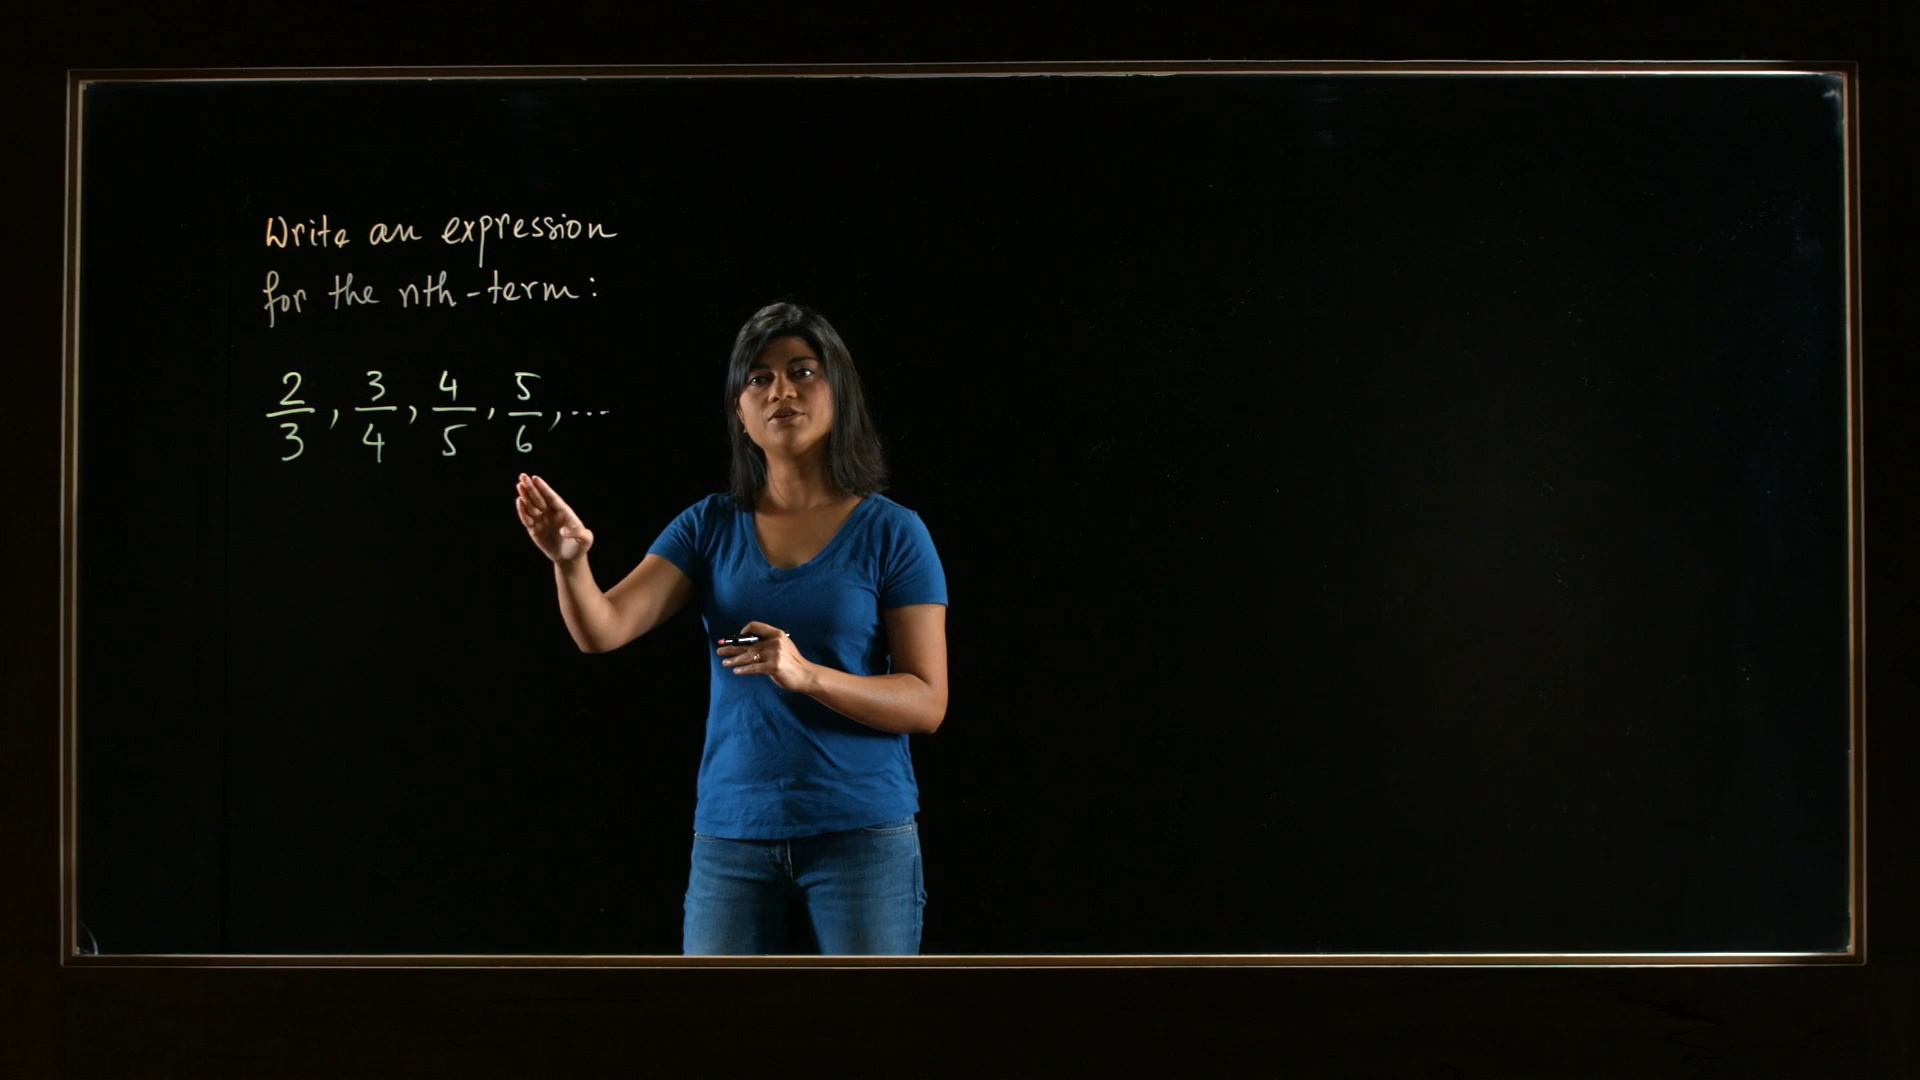 Write an expression
for the nth-term:
2/3, 3/4, 4/5, 5/6, ...